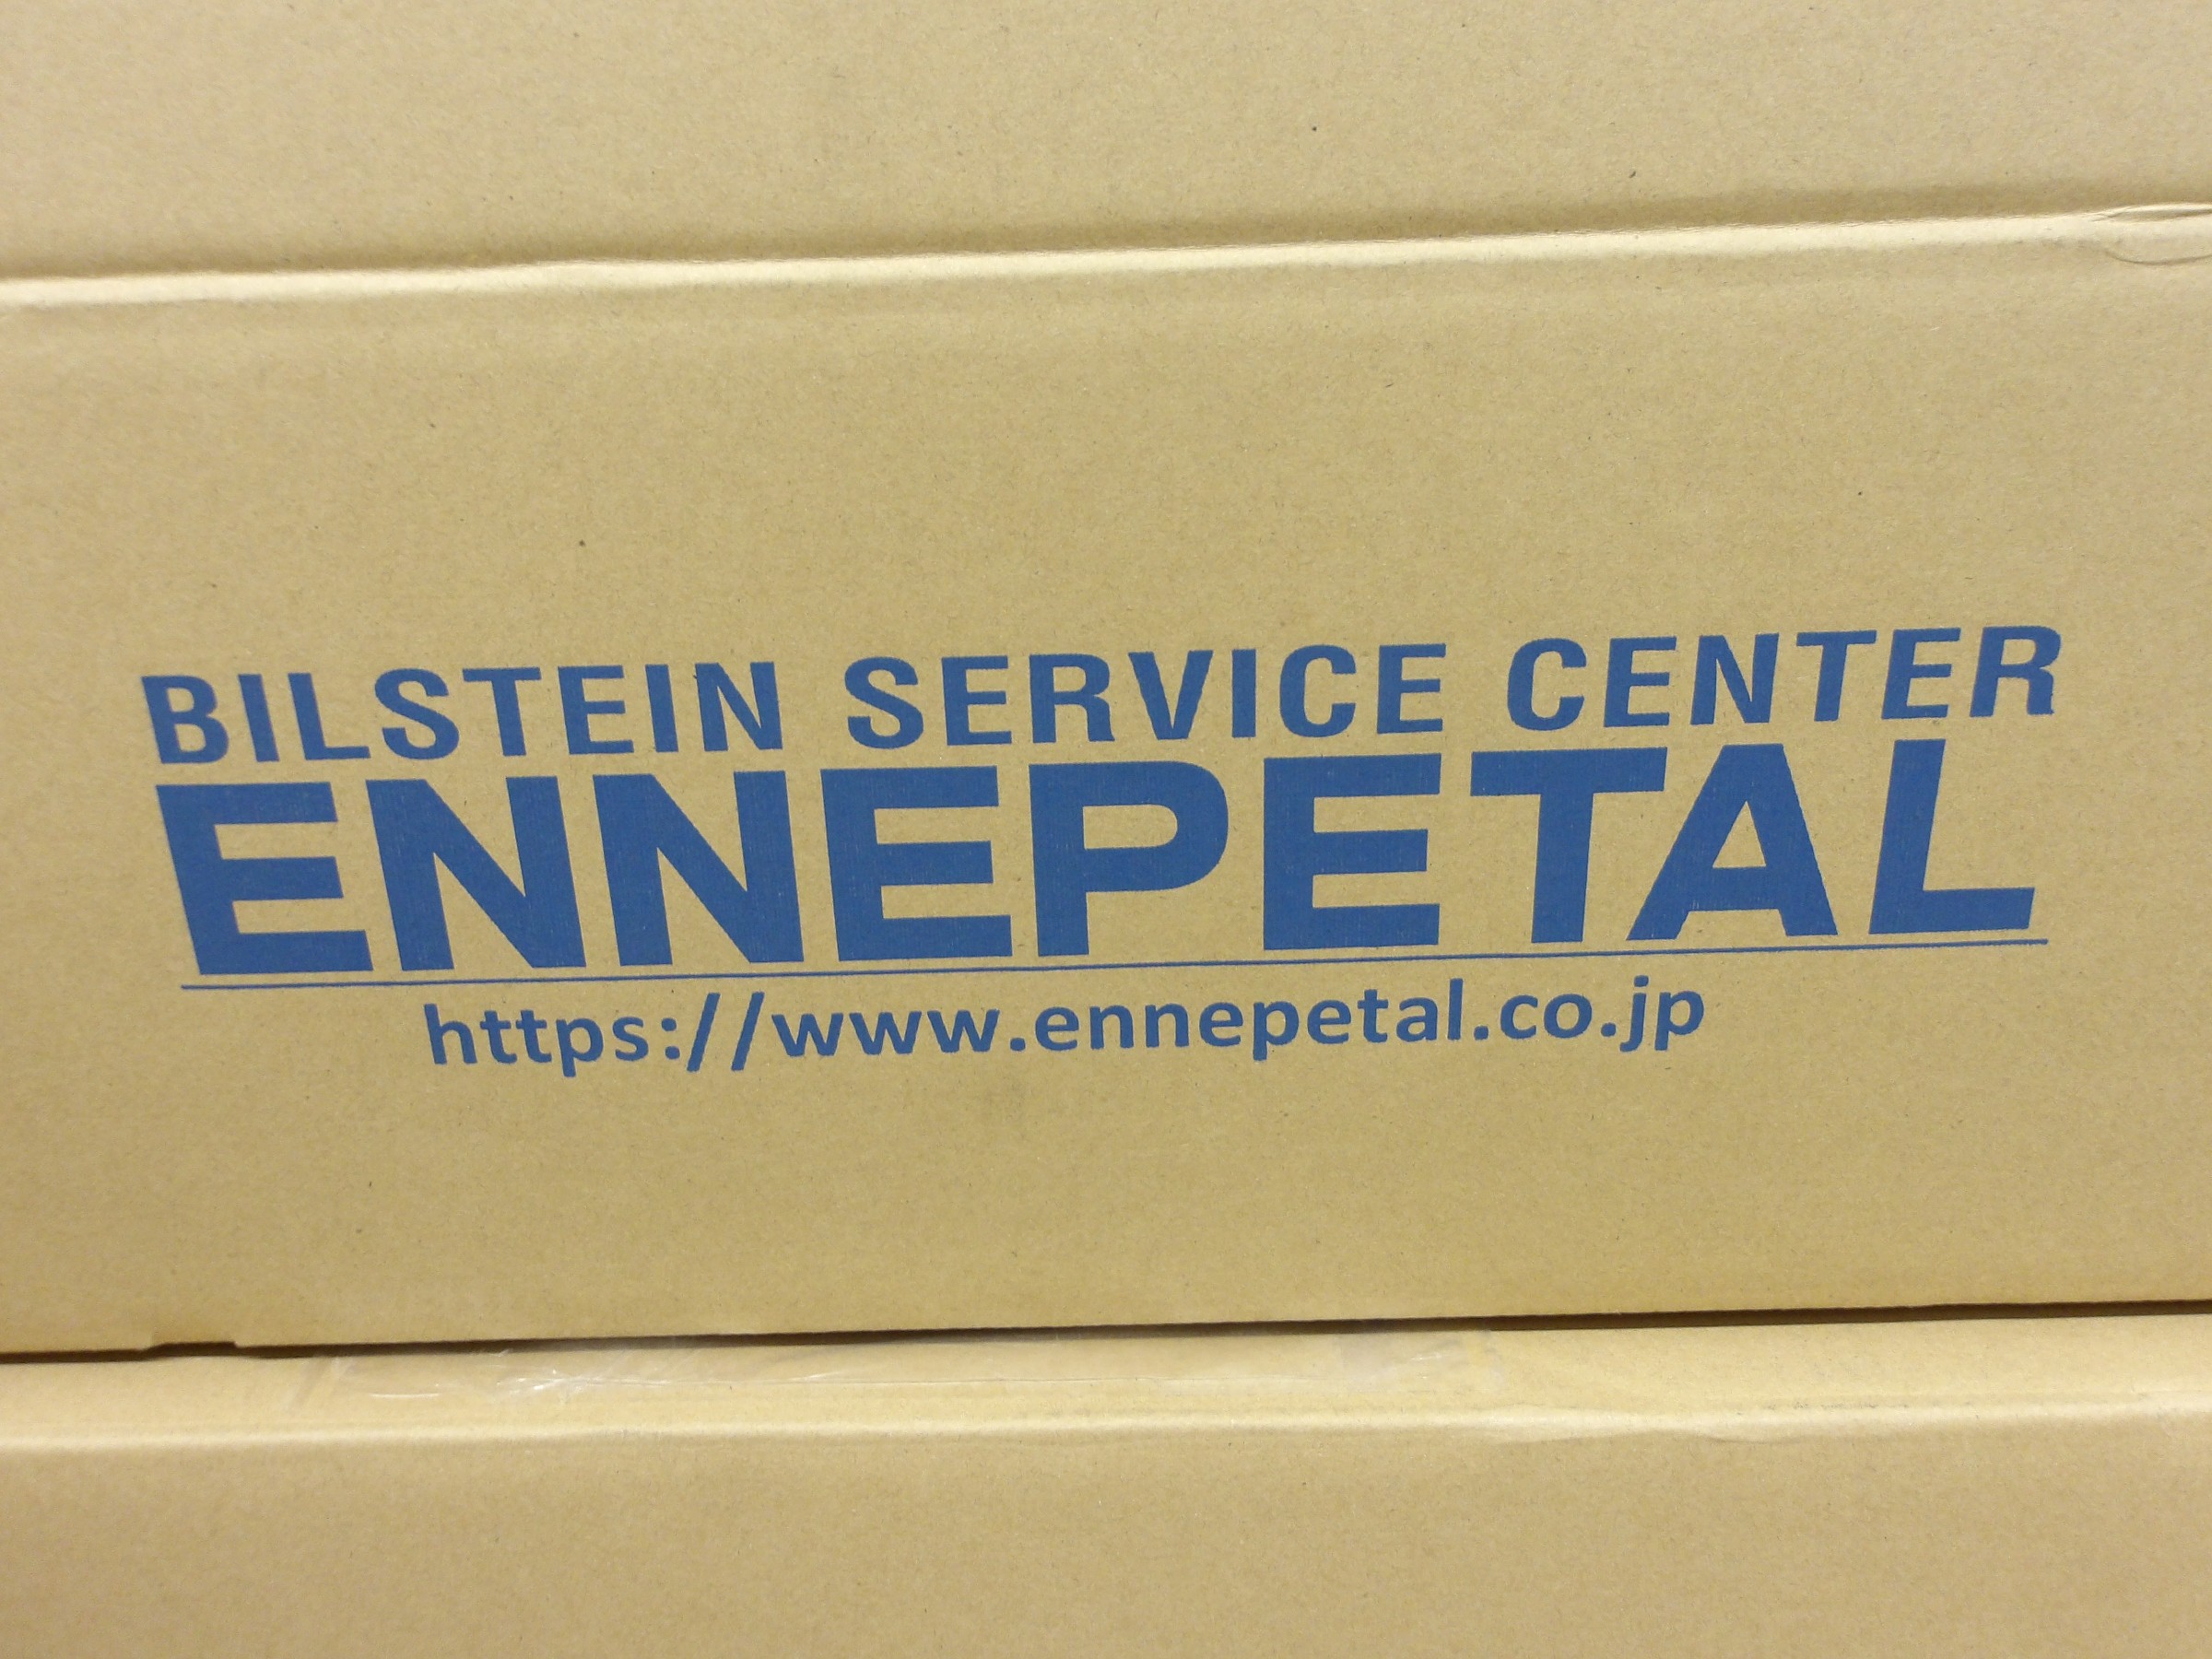 BILSTEIN SERVICE CENTER
ENNEPETAL
https://www.ennepetal.co.jp